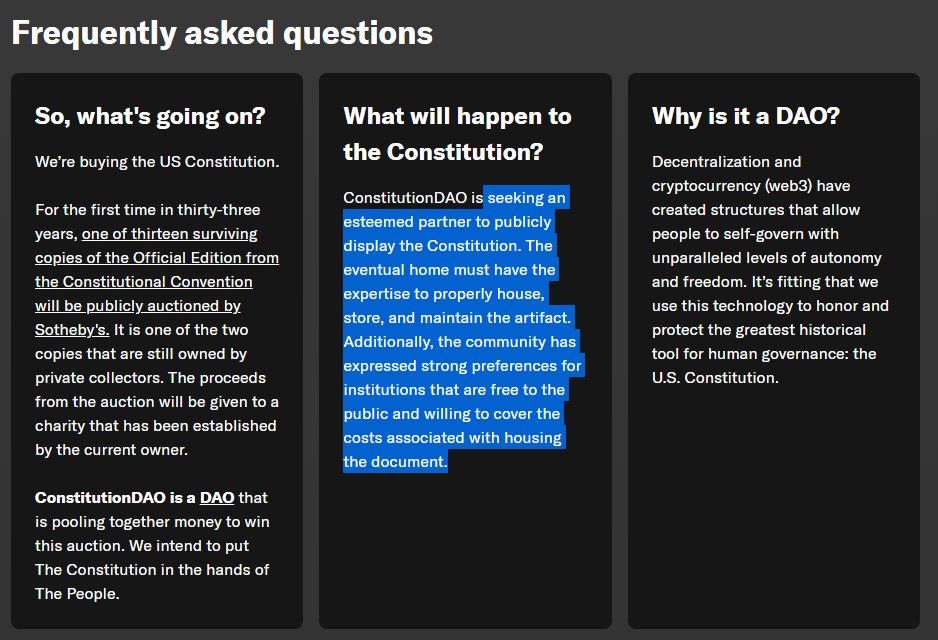 Frequently asked questions
So, what's going on?
We’re buying the US Constitution.
For the first time in thirty-three
years, one of thirteen surviving
copies of the Official Edition from
the Constitutional Convention
will be publicly auctioned by
Sotheby's. It is one of the two
copies that are still owned by
private collectors. The proceeds
from the auction will be given to a
charity that has been established
by the current owner.
ConstitutionDAO is a DAO that
is pooling together money to win
this auction. We intend to put
The Constitution in the hands of
The People.
What will happen to
the Constitution?
ConstitutionDAO is seeking an
esteemed partner to publicly
display the Constitution. The
eventual home must have the
expertise to properly house,
store, and maintain the artifact.
Additionally, the community has
expressed strong preferences for
institutions that are free to the
public and willing to cover the
costs associated with housing
the document.
Why is it a DAO?
Decentralization and
cryptocurrency (web3) have
created structures that allow
people to self-govern with
unparalleled levels of autonomy
and freedom. It’s fitting that we
use this technology to honor and
protect the greatest historical
tool for human governance: the
U.S. Constitution.